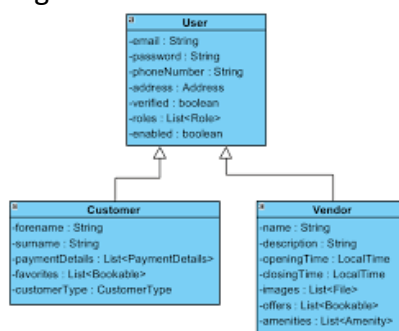 User
-email : String
-password : String
-phoneNumber : String
-address : Address
-verified : boolean
-roles : List<Role>
-enabled : boolean
Customer
-forename : String
-surname : String
-paymentDetails : List<PaymentDetails>
-favorites : List<Bookable>
-customerType : CustomerType
Vendor
-name : String
-description : String
-openingTime : LocalTime
-closingTime : LocalTime
-images : List<File>
-offers : List<Bookable>
-amenities : List<Amenity>